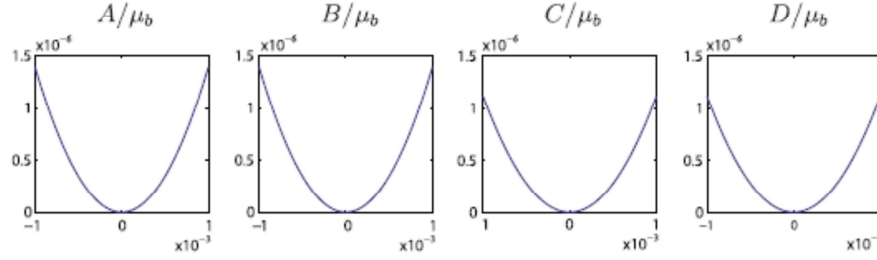 A/μ_b B/μ_b C/μ_b D/μ_b
x10⁻⁶ x10⁻⁶ x10⁻⁶ x10⁻⁶
1.5 1.5 1.5 1.5
1 1 1 1
0.5 0.5 0.5 0.5
0 0 0 0
−1 0 1 −1 0 1 1 0 1 −1 0
x10⁻³ x10⁻³ x10⁻³